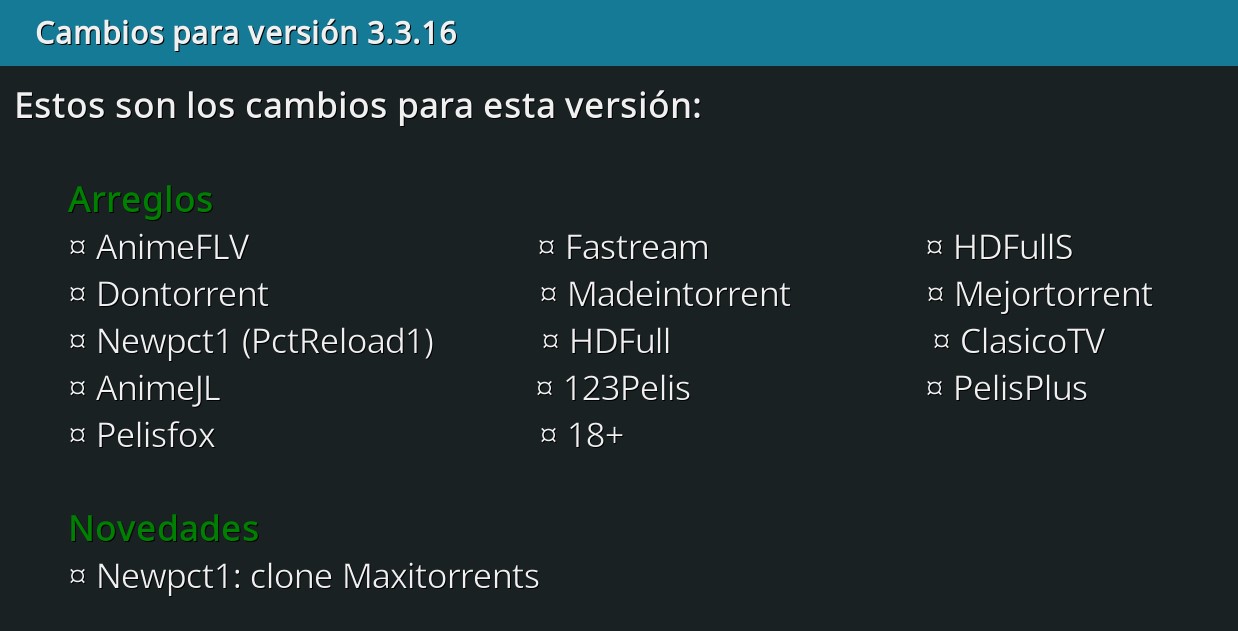 Cambios para versión 3.3.16
Estos son los cambios para esta versión:
Arreglos
¤ AnimeFLV ¤ Fastream ¤ HDFullS
¤ Dontorrent ¤ Madeintorrent ¤ Mejortorrent
¤ Newpct1 (PctReload1) ¤ HDFull ¤ ClasicoTV
¤ AnimeJL ¤ 123Pelis ¤ PelisPlus
¤ Pelisfox ¤ 18+
Novedades
¤ Newpct1: clone Maxitorrents